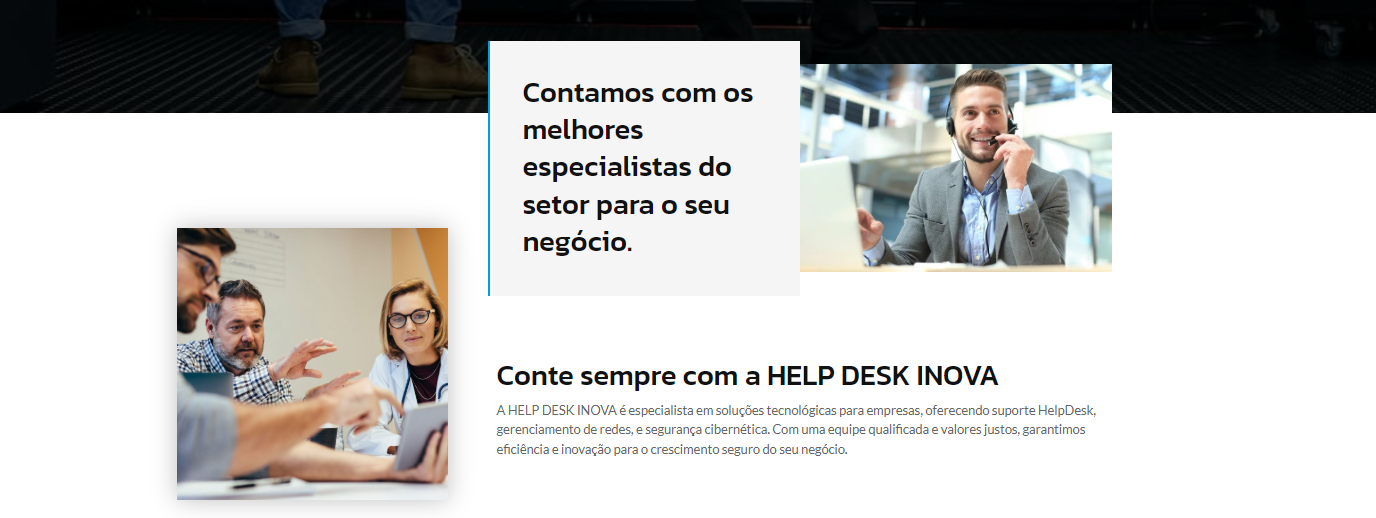 Contamos com os
melhores
especialistas do
setor para o seu
negócio.
Conte sempre com a HELP DESK INOVA
A HELP DESK INOVA é especialista em soluções tecnológicas para empresas, oferecendo suporte HelpDesk,
gerenciamento de redes, e segurança cibernética. Com uma equipe qualificada e valores justos, garantimos
eficiência e inovação para o crescimento seguro do seu negócio.